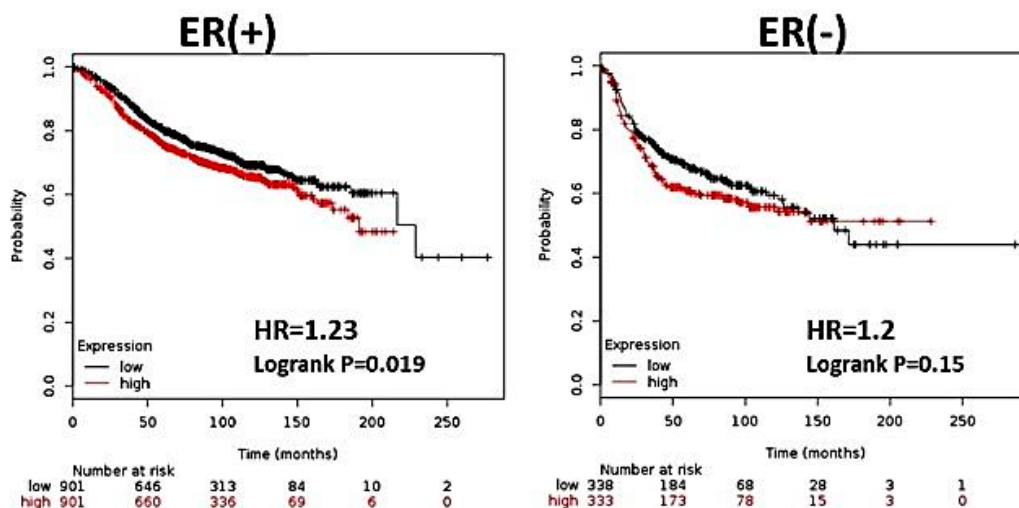 ER(+)
1.0
0.8
0.6
0.4
0.2
0.0
Probability
HR=1.23
Logrank P=0.019
Expression
low
high
0 50 100 150 200 250
Time (months)
Number at risk
low 901 646 313 84 10 2
high 901 660 336 69 6 0
ER(-)
1.0
0.8
0.6
0.4
0.2
0.0
Probability
HR=1.2
Logrank P=0.15
Expression
low
high
0 50 100 150 200 250
Time (months)
Number at risk
low 338 184 68 28 3 1
high 333 173 78 15 3 0